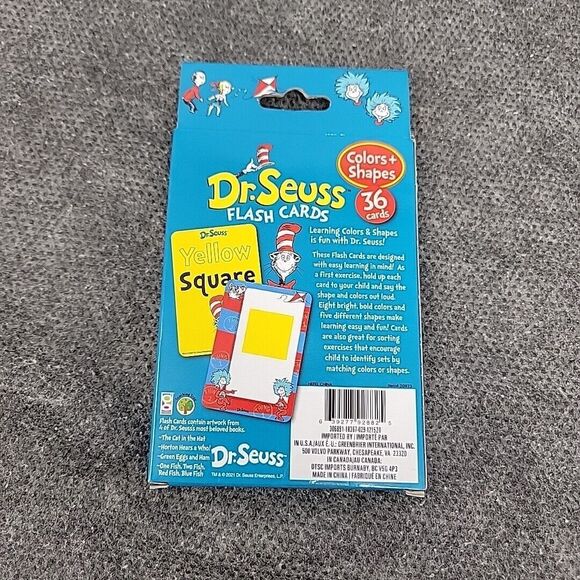 Colors +
Shapes
36
cards
Dr. Seuss
FLASH CARDS
Learning Colors & Shapes
is fun with Dr. Seuss!
Dr. Seuss
Yellow
Square
These Flash Cards are designed
with easy learning in mind! As
a first exercise, hold up each
card to your child and say the
shape and colors out loud.
Eight bright, bold colors and
five different shapes make
learning easy and fun! Cards
are also great for sorting
exercises that encourage
child to identify sets by
matching colors or shapes.
Flash Cards contain artwork from
4 of Dr. Seuss's most beloved books.
-The Cat in the Hat
-Horton Hears a Who!
-Green Eggs and Ham
-One Fish, Two Fish,
Red Fish, Blue Fish
Dr. Seuss
TM & © 2021 Dr. Seuss Enterprises, L.P.
0 39277 92882 5
IMPORTED BY / IMPORTÉ PAR
IN U.S.A./AUX É. U.: GREENBRIER INTERNATIONAL, INC.
500 VOLVO PARKWAY, CHESAPEAKE, VA 23320
IN CANADA/AU CANADA:
DTSC IMPORTS BURNABY, BC V5G 4P3
MADE IN CHINA / FABRIQUÉ EN CHINE